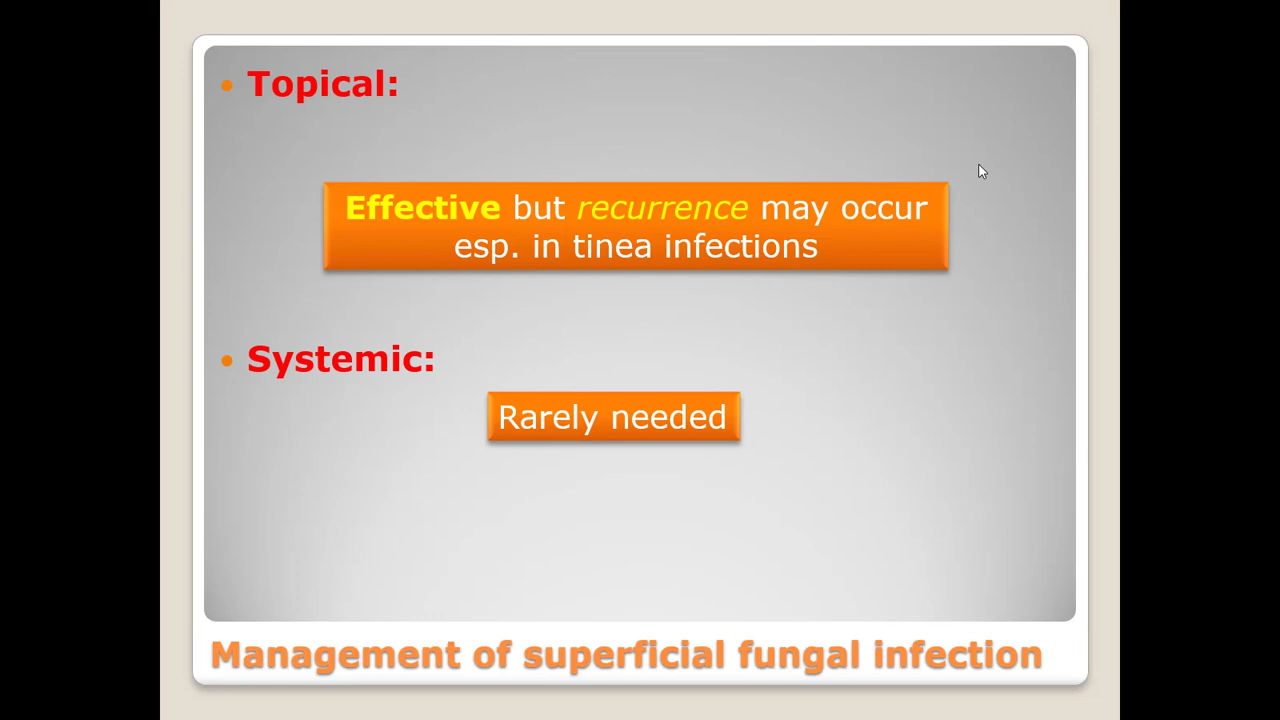 Topical:
Effective but recurrence may occur
esp. in tinea infections
Systemic:
Rarely needed
Management of superficial fungal infection